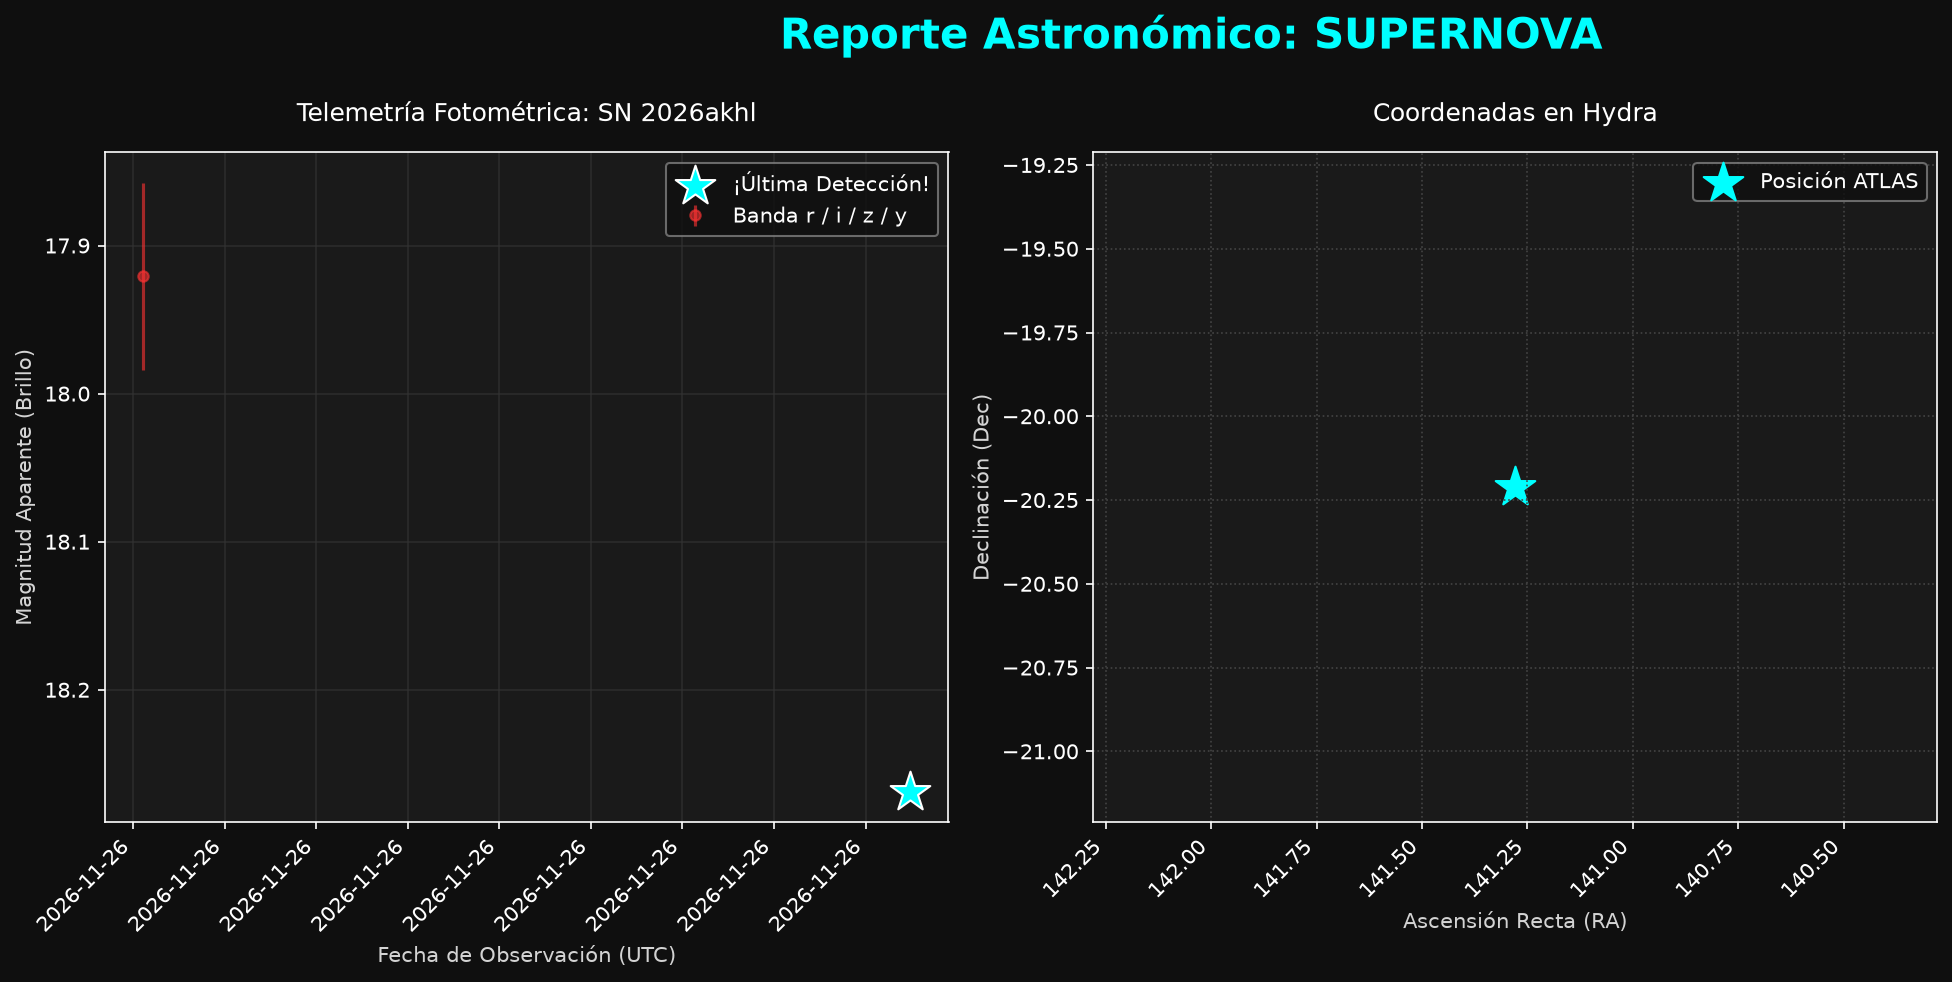 Reporte Astronómico: SUPERNOVA
Telemetría Fotométrica: SN 2026akhl
¡Última Detección!
Banda r / i / z / y
Magnitud Aparente (Brillo)
17.9
18.0
18.1
18.2
2026-11-26
2026-11-26
2026-11-26
2026-11-26
2026-11-26
2026-11-26
2026-11-26
2026-11-26
2026-11-26
Fecha de Observación (UTC)
Coordenadas en Hydra
Posición ATLAS
Declinación (Dec)
−19.25
−19.50
−19.75
−20.00
−20.25
−20.50
−20.75
−21.00
142.25
142.00
141.75
141.50
141.25
141.00
140.75
140.50
Ascensión Recta (RA)